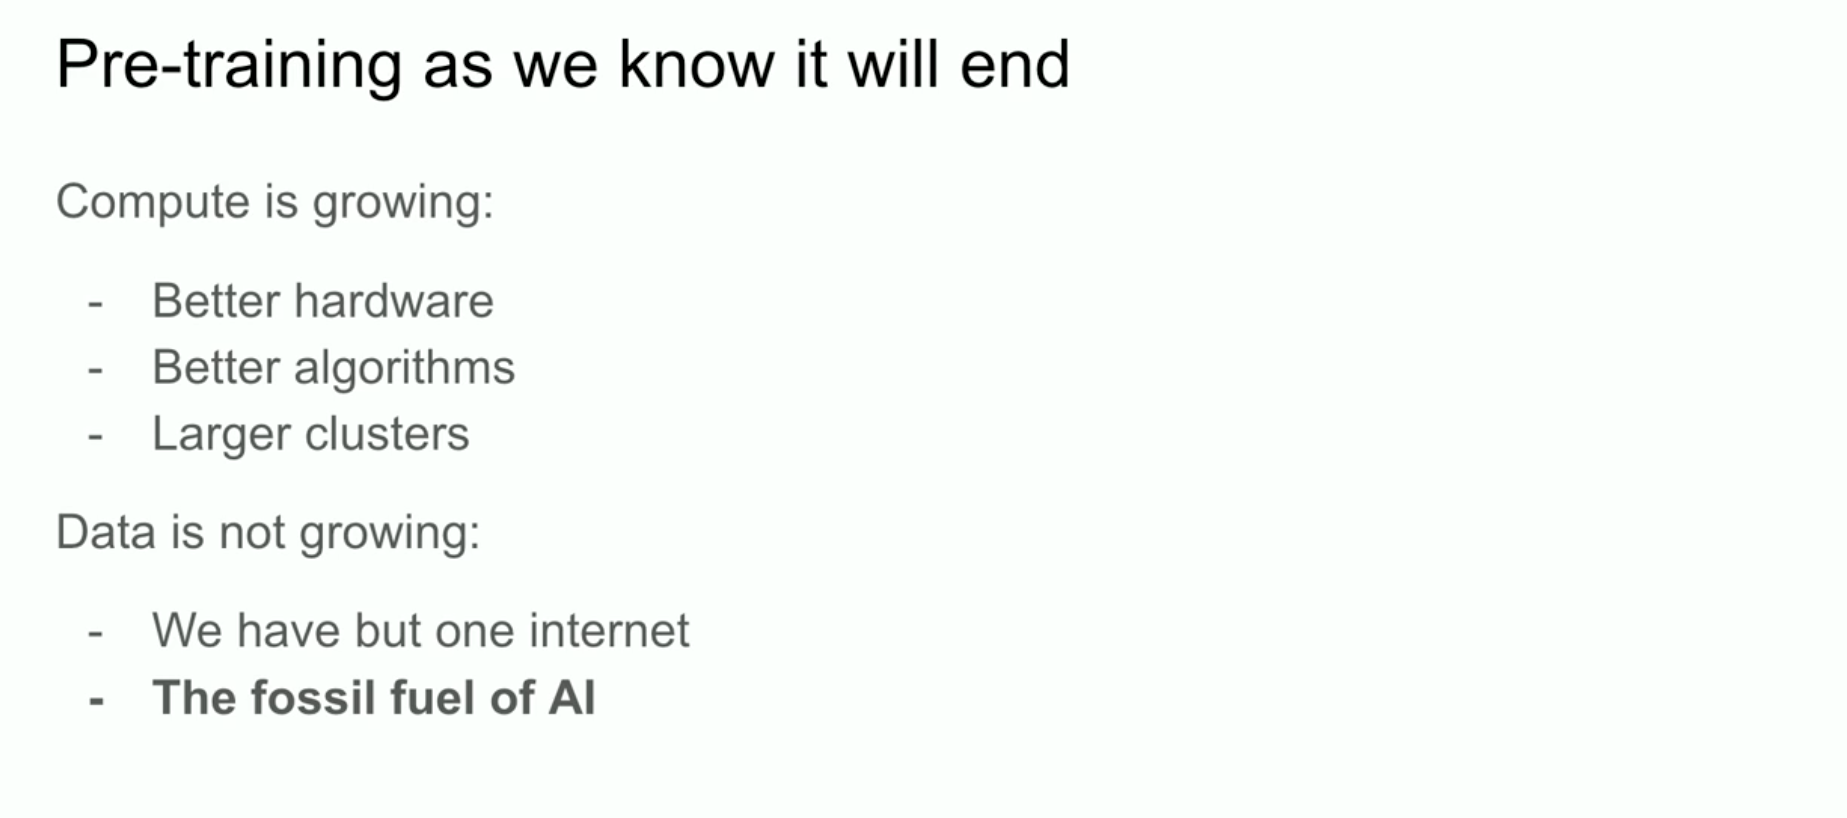 Pre-training as we know it will end
Compute is growing:
- Better hardware
- Better algorithms
- Larger clusters
Data is not growing:
- We have but one internet
- The fossil fuel of AI